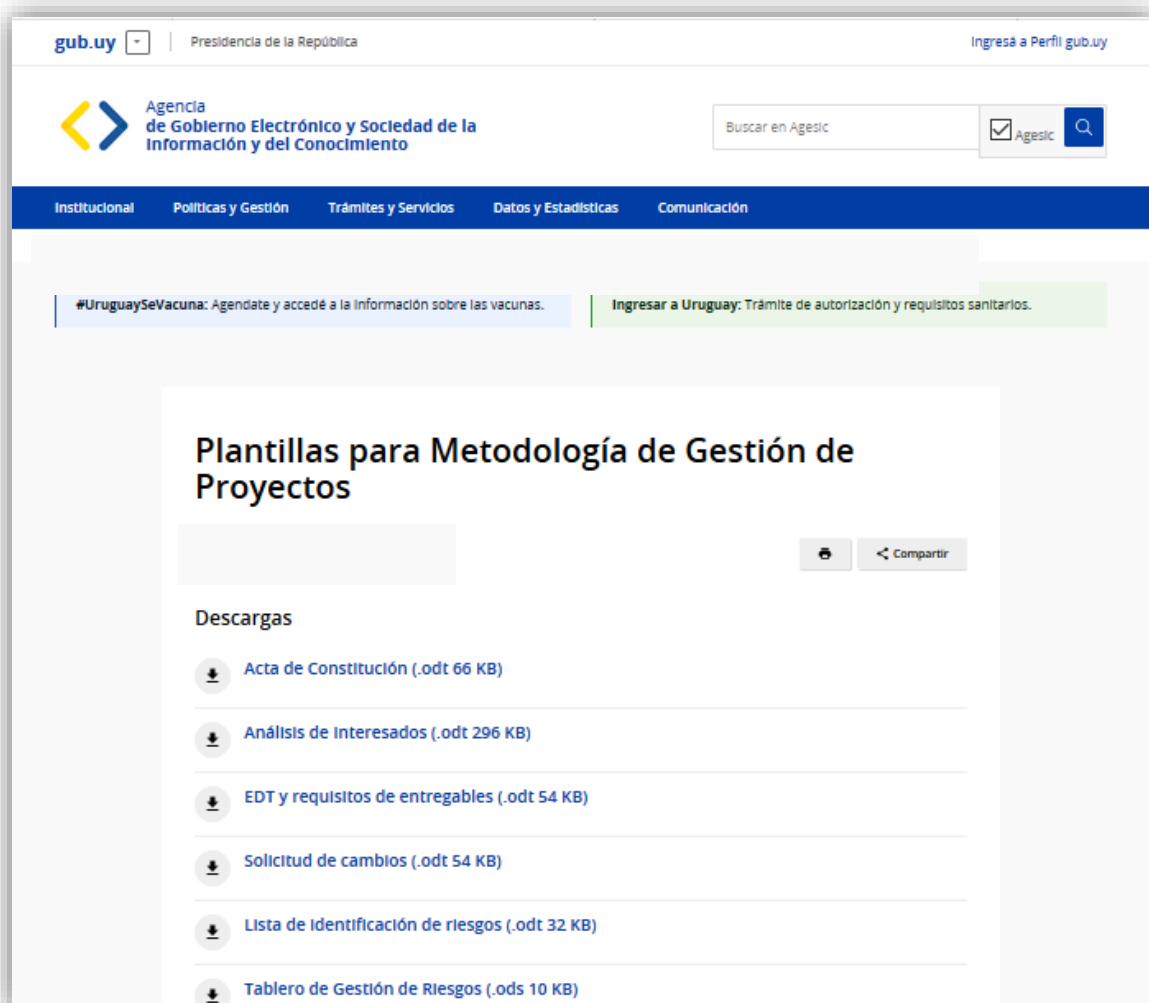 gub.uy Presidencia de la República Ingresá a Perfil gub.uy
Agencia
de Gobierno Electrónico y Sociedad de la
Información y del Conocimiento
Buscar en Agesic Agesic
Institucional Políticas y Gestión Trámites y Servicios Datos y Estadísticas Comunicación
#UruguaySeVacuna: Agendate y accedé a la información sobre las vacunas.
Ingresar a Uruguay: Trámite de autorización y requisitos sanitarios.
Plantillas para Metodología de Gestión de
Proyectos
Compartir
Descargas
Acta de Constitución (.odt 66 KB)
Análisis de Interesados (.odt 296 KB)
EDT y requisitos de entregables (.odt 54 KB)
Solicitud de cambios (.odt 54 KB)
Lista de identificación de riesgos (.odt 32 KB)
Tablero de Gestión de Riesgos (.ods 10 KB)